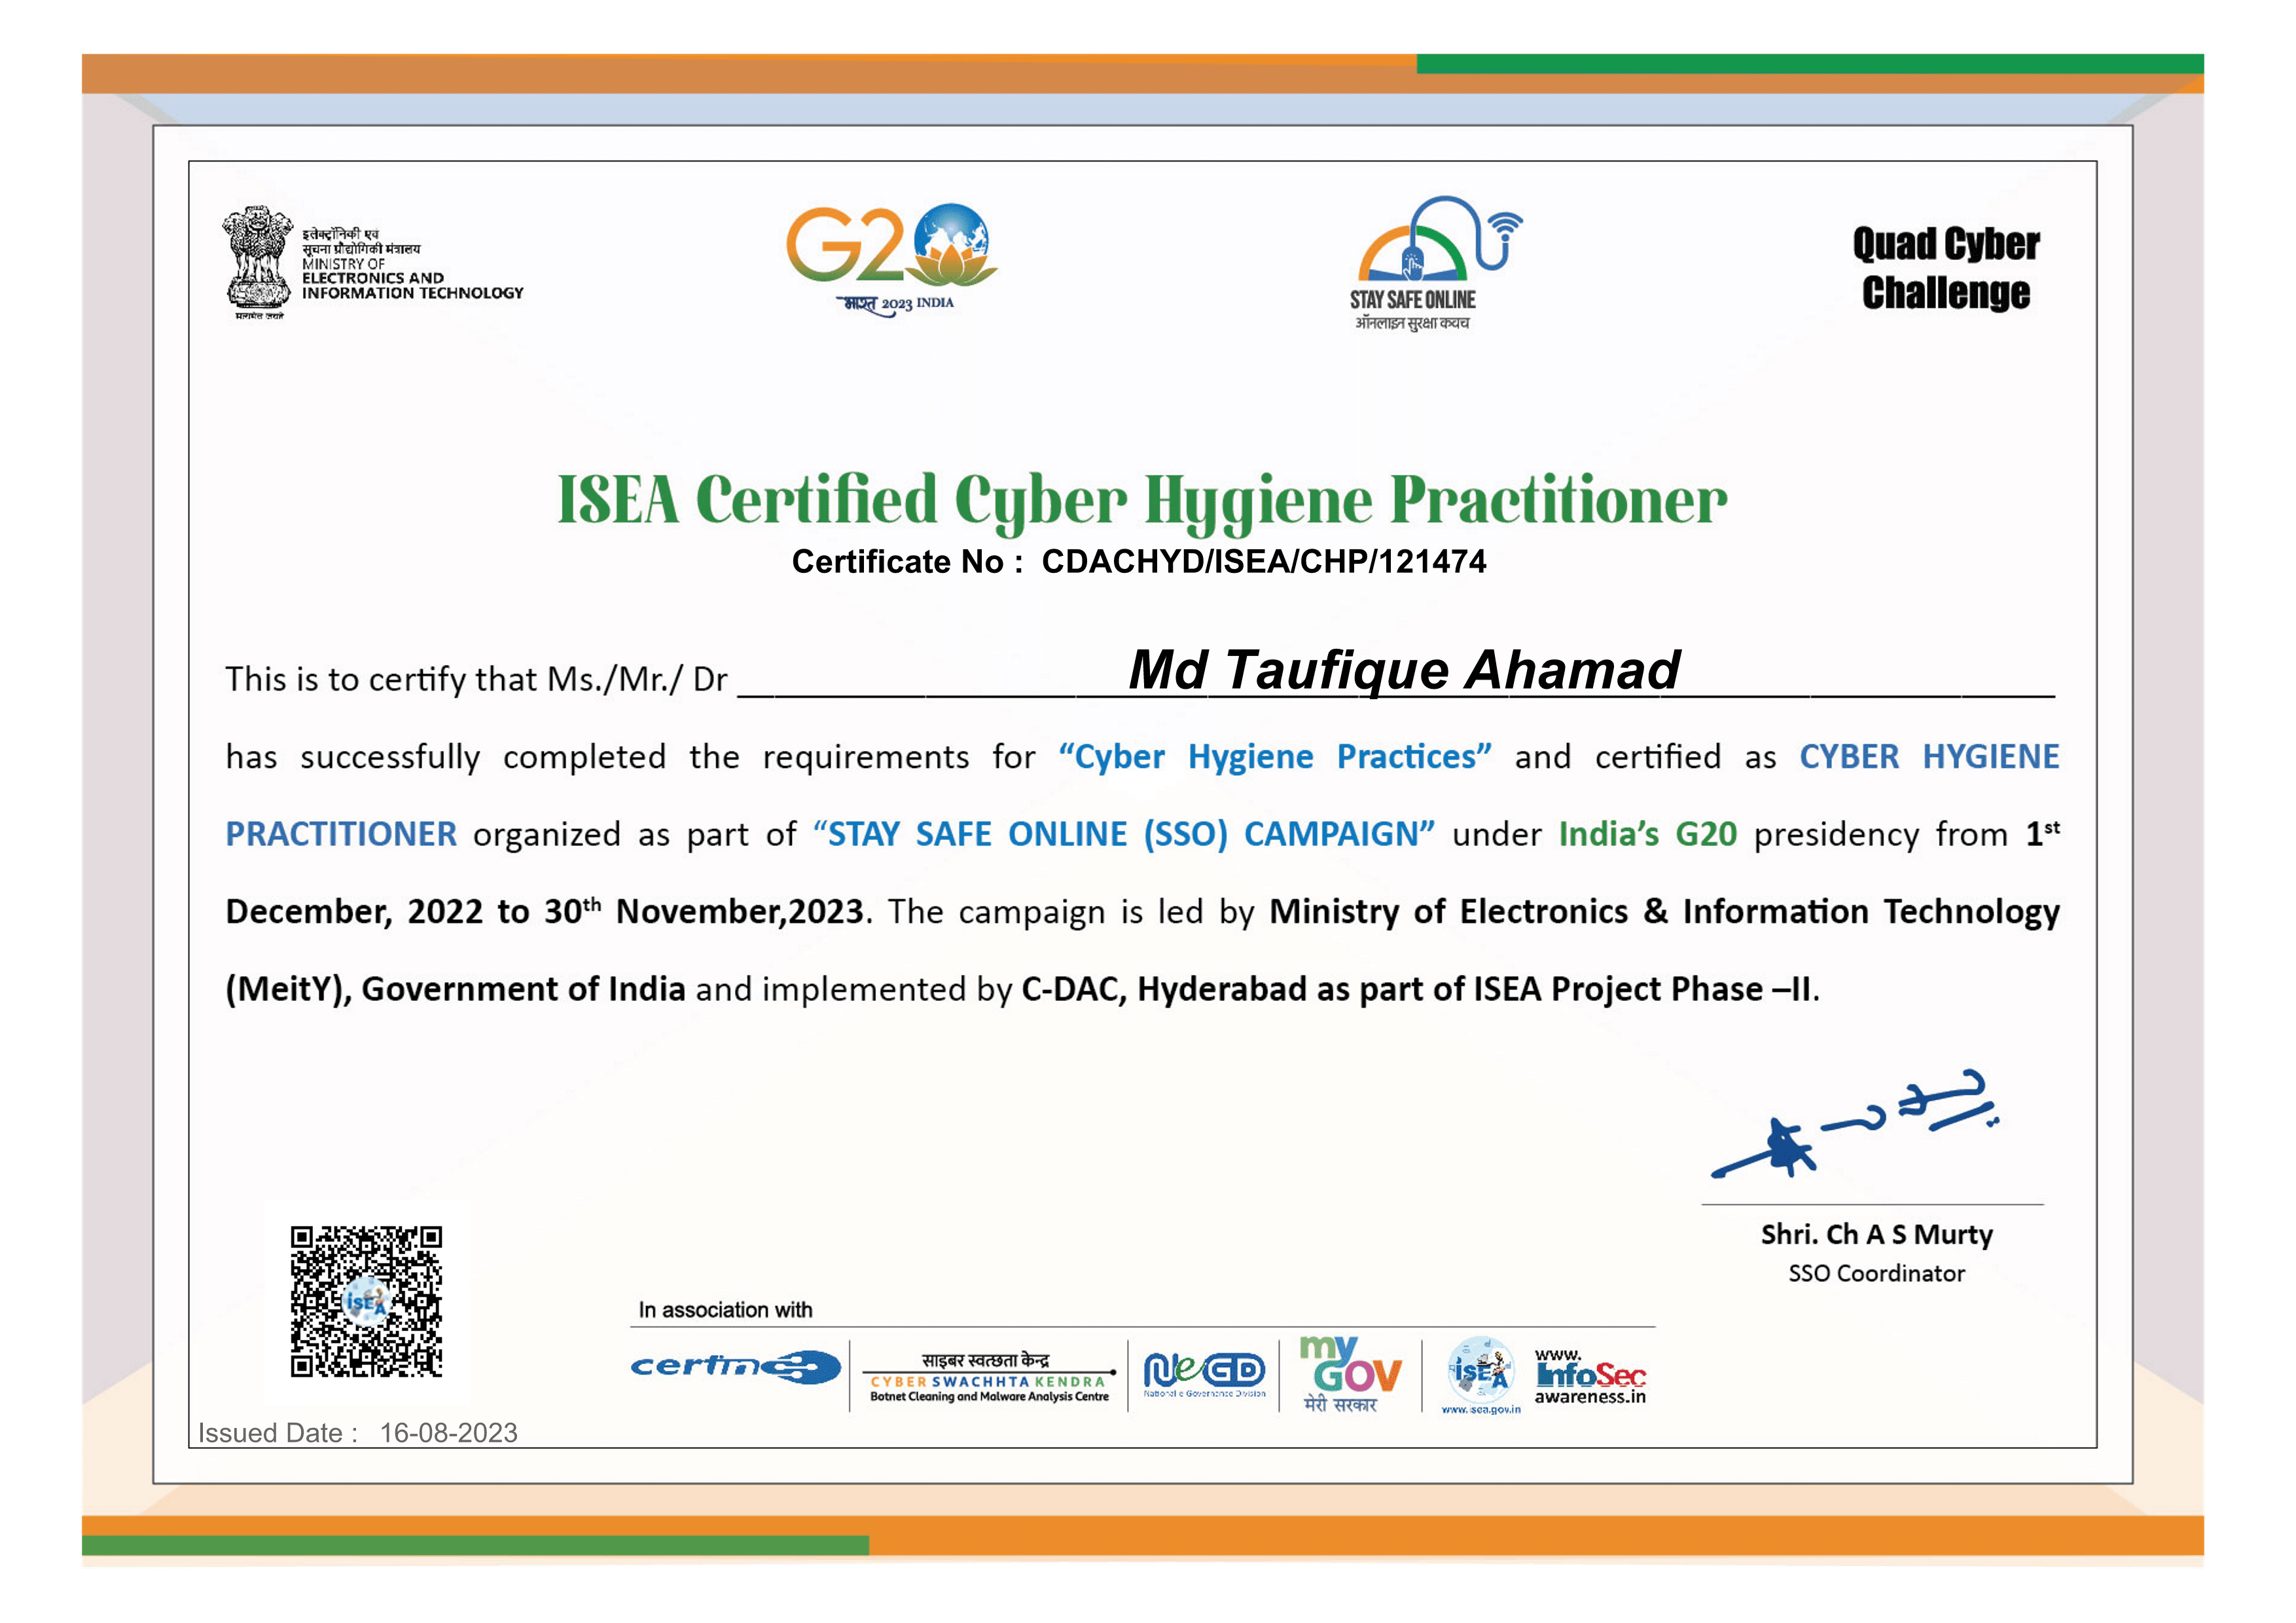 इलेक्ट्रॉनिकी एवं
सूचना प्रौद्योगिकी मंत्रालय
MINISTRY OF
ELECTRONICS AND
INFORMATION TECHNOLOGY
सत्यमेव जयते
G20
भारत 2023 INDIA
STAY SAFE ONLINE
ऑनलाइन सुरक्षा कवच
Quad Cyber
Challenge
ISEA Certified Cyber Hygiene Practitioner
Certificate No : CDACHYD/ISEA/CHP/121474
This is to certify that Ms./Mr./ Dr Md Taufique Ahamad
has successfully completed the requirements for “Cyber Hygiene Practices” and certified as CYBER HYGIENE
PRACTITIONER organized as part of “STAY SAFE ONLINE (SSO) CAMPAIGN” under India’s G20 presidency from 1st
December, 2022 to 30th November,2023. The campaign is led by Ministry of Electronics & Information Technology
(MeitY), Government of India and implemented by C-DAC, Hyderabad as part of ISEA Project Phase –II.
Shri. Ch A S Murty
SSO Coordinator
ISEA
Issued Date : 16-08-2023
In association with
certin
साइबर स्वच्छता केन्द्र
CYBER SWACHHTA KENDRA
Botnet Cleaning and Malware Analysis Centre
NeGD
National e Governance Division
my
GOV
मेरी सरकार
ISEA
www.isea.gov.in
www.
InfoSec
awareness.in